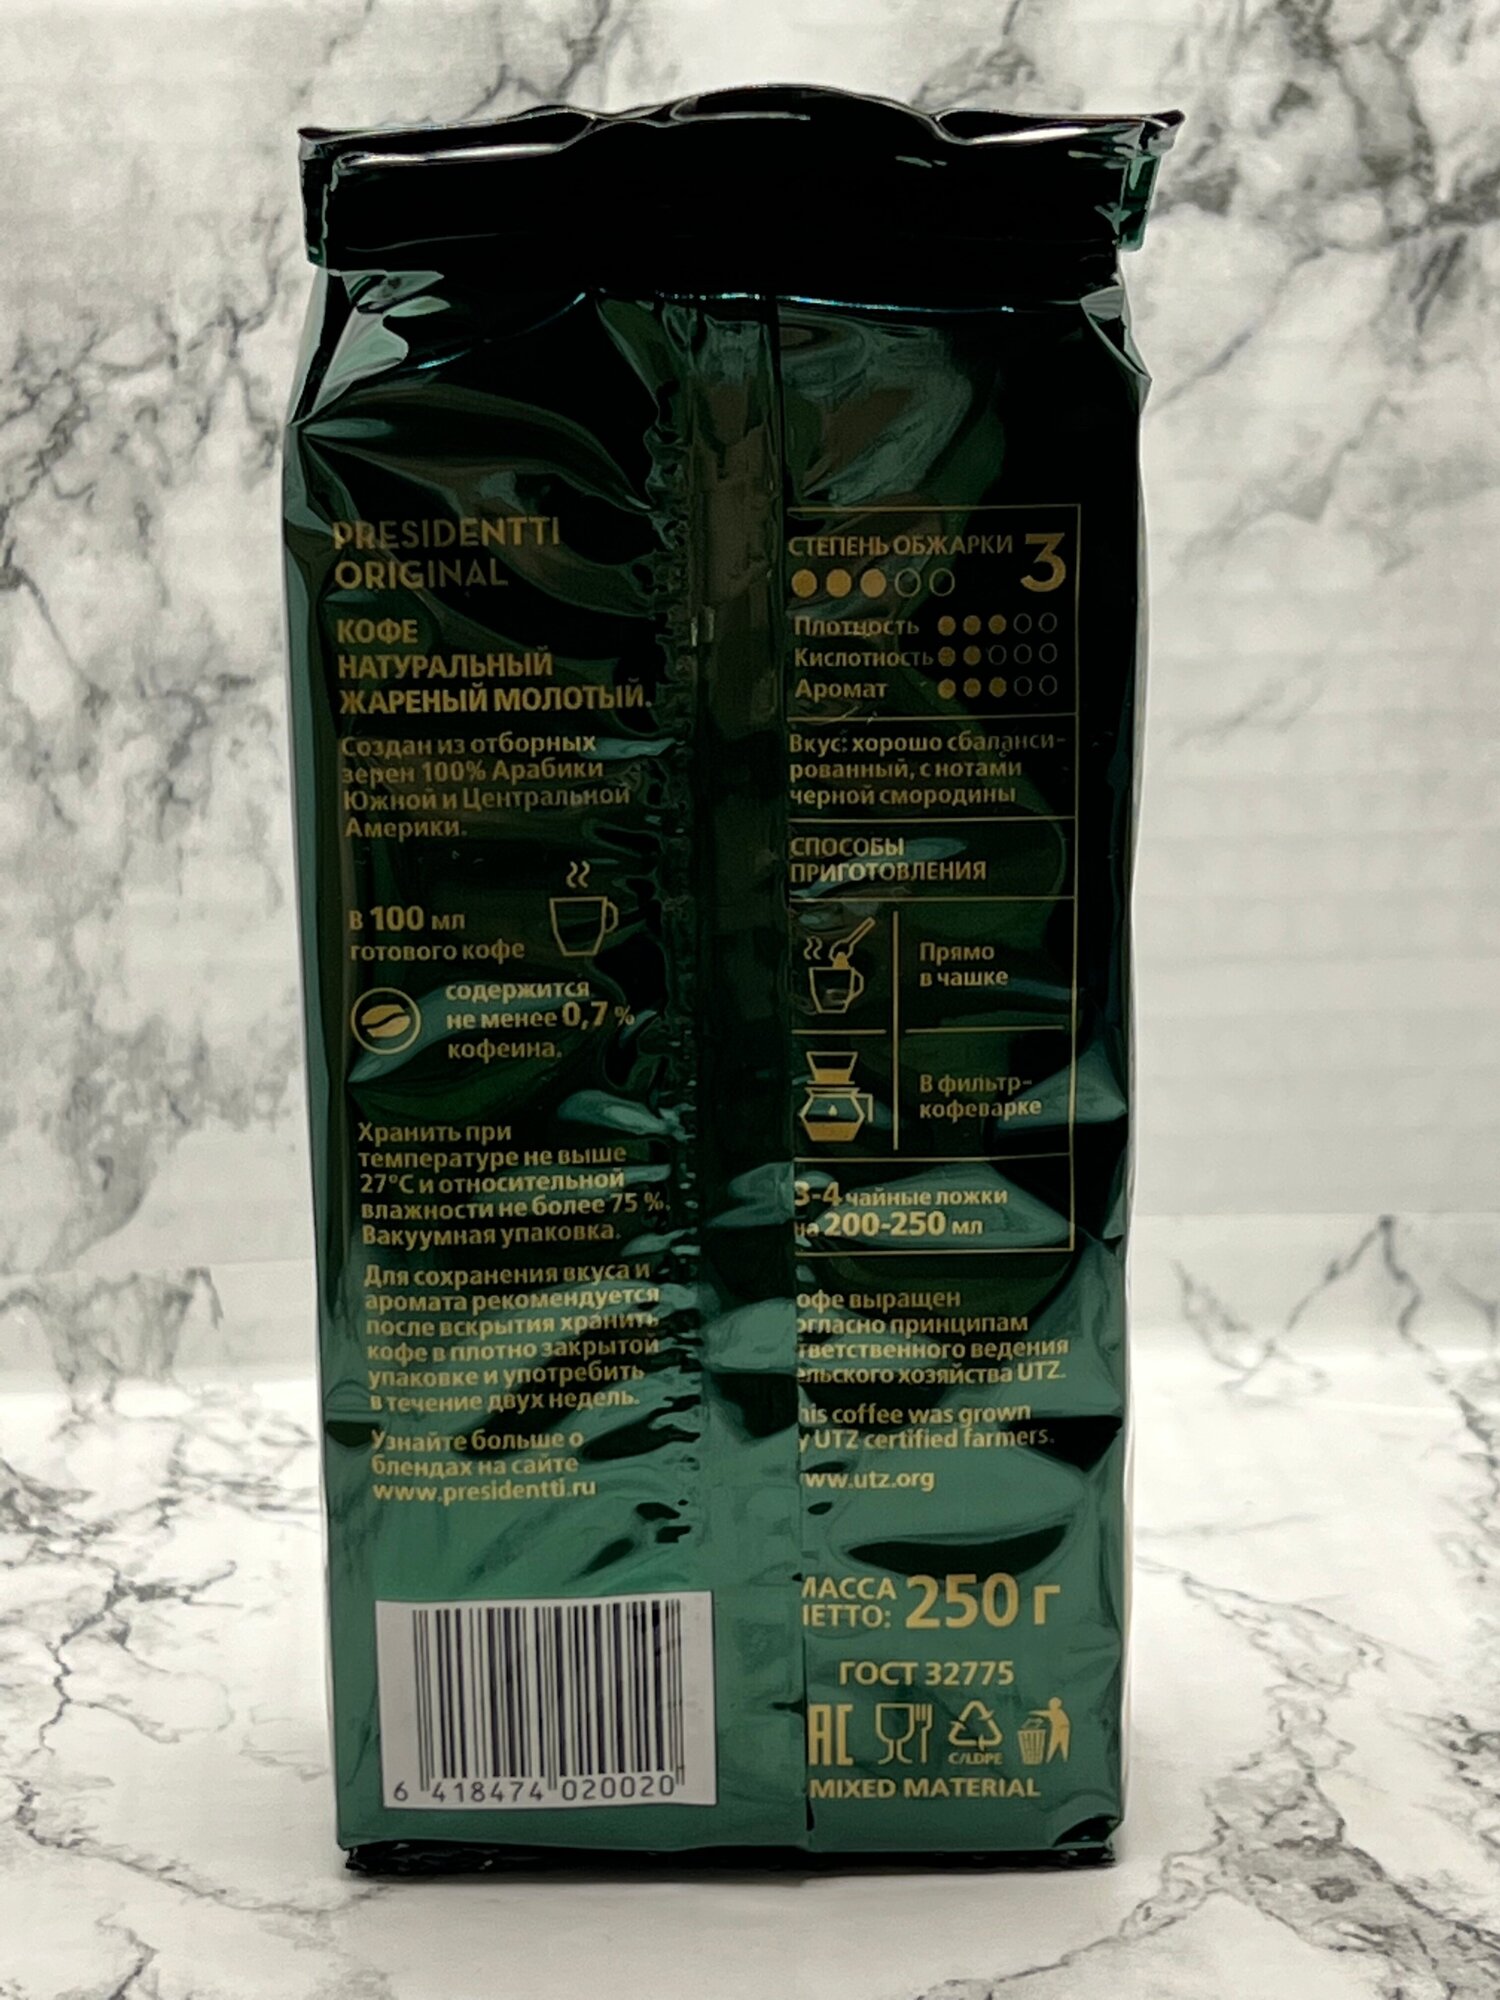 PRESIDENTTI
ORIGINAL
КОФЕ
НАТУРАЛЬНЫЙ
ЖАРЕНЫЙ МОЛОТЫЙ.
Создан из отборных
зерен 100% Арабики
Южной и Центральной
Америки.
в 100 мл
готового кофе
содержится
не менее 0,7 %
кофеина.
Хранить при
температуре не выше
27°С и относительной
влажности не более 75 %.
Вакуумная упаковка.
Для сохранения вкуса и
аромата рекомендуется
после вскрытия хранить
кофе в плотно закрытой
упаковке и употребить
в течение двух недель.
Узнайте больше о
блендах на сайте
www.presidentti.ru
6 418474 020020
СТЕПЕНЬ ОБЖАРКИ 3
Плотность
Кислотность
Аромат
Вкус: хорошо сбаланси-
рованный, с нотами
черной смородины
СПОСОБЫ
ПРИГОТОВЛЕНИЯ
Прямо
в чашке
В фильтр-
кофеварке
3-4 чайные ложки
на 200-250 мл
офе выращен
огласно принципам
тветственного ведения
ельского хозяйства UTZ.
his coffee was grown
y UTZ certified farmers.
ww.utz.org
МАССА
НЕТТО: 250 г
ГОСТ 32775
EAC
C/LDPE
MIXED MATERIAL